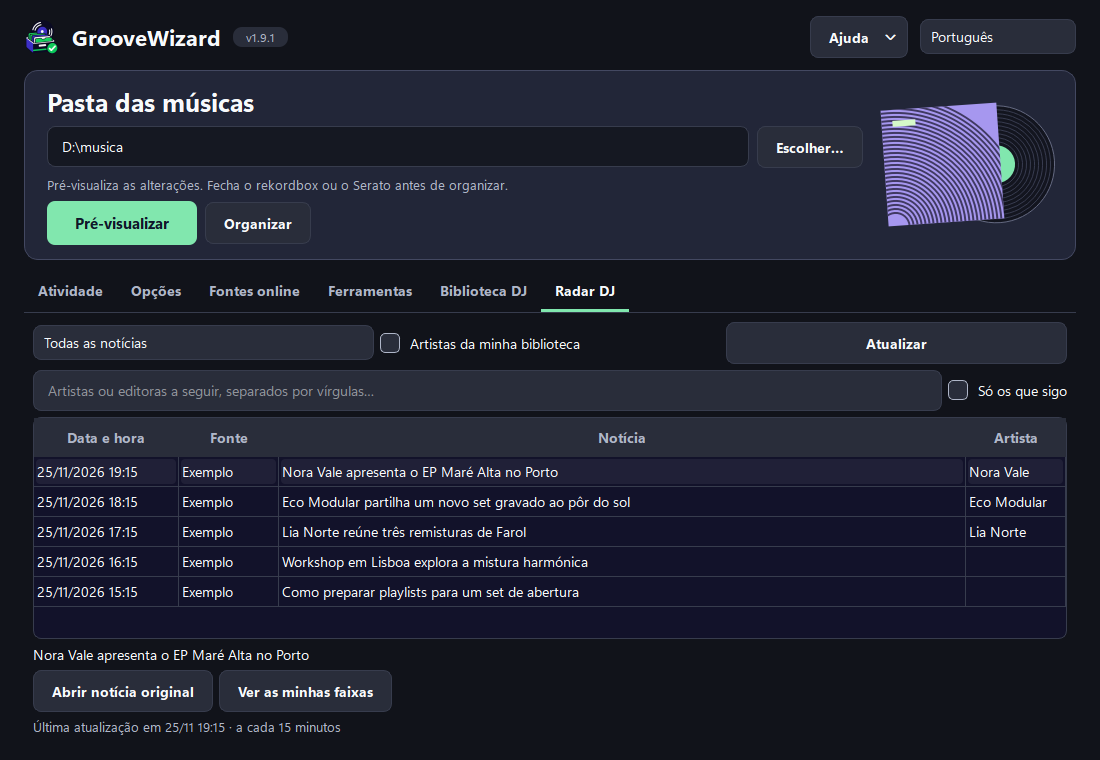 GrooveWizard v1.9.1 Ajuda Português
Pasta das músicas
D:\musica Escolher...
Pré-visualiza as alterações. Fecha o rekordbox ou o Serato antes de organizar.
Pré-visualizar Organizar
Atividade Opções Fontes online Ferramentas Biblioteca DJ Radar DJ
Todas as notícias Artistas da minha biblioteca Atualizar
Artistas ou editoras a seguir, separados por vírgulas... Só os que sigo
Data e hora Fonte Notícia Artista
25/11/2026 19:15 Exemplo Nora Vale apresenta o EP Maré Alta no Porto Nora Vale
25/11/2026 18:15 Exemplo Eco Modular partilha um novo set gravado ao pôr do sol Eco Modular
25/11/2026 17:15 Exemplo Lia Norte reúne três remisturas de Farol Lia Norte
25/11/2026 16:15 Exemplo Workshop em Lisboa explora a mistura harmónica
25/11/2026 15:15 Exemplo Como preparar playlists para um set de abertura
Nora Vale apresenta o EP Maré Alta no Porto
Abrir notícia original Ver as minhas faixas
Última atualização em 25/11 19:15 · a cada 15 minutos